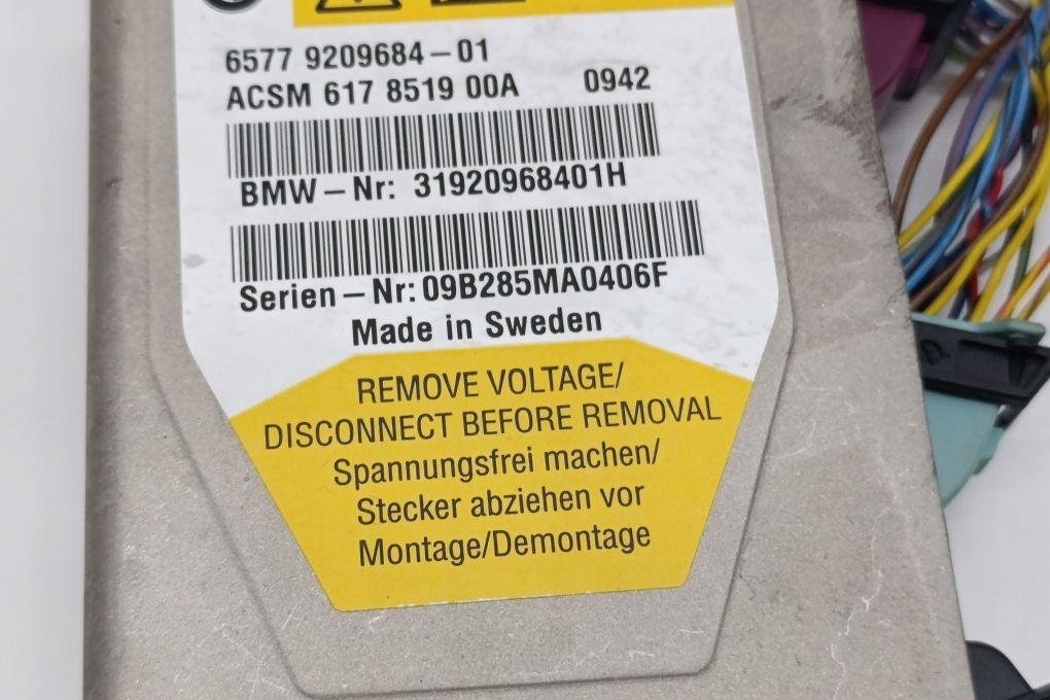 6577 9209684-01
ACSM 617 8519 00A 0942
BMW-Nr: 31920968401H
Serien-Nr: 09B285MA0406F
Made in Sweden
REMOVE VOLTAGE/
DISCONNECT BEFORE REMOVAL
Spannungsfrei machen/
Stecker abziehen vor
Montage/Demontage